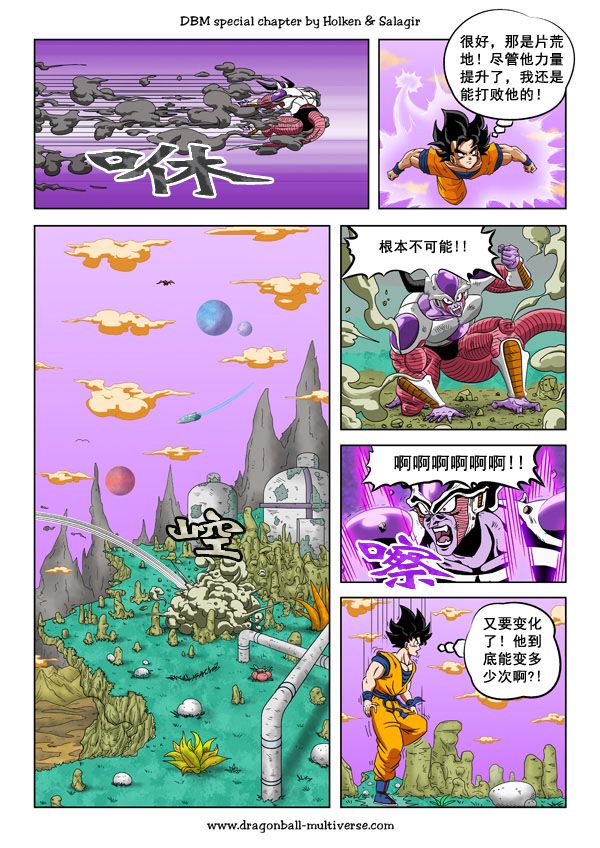 DBM special chapter by Holken & Salagir
咻
很好，那是片荒
地！尽管他力量
提升了，我还是
能打败他的！
崆
根本不可能！！
啊啊啊啊啊啊！！
嚓
又要变化
了！他到
底能变多
少次啊？！
www.dragonball-multiverse.com